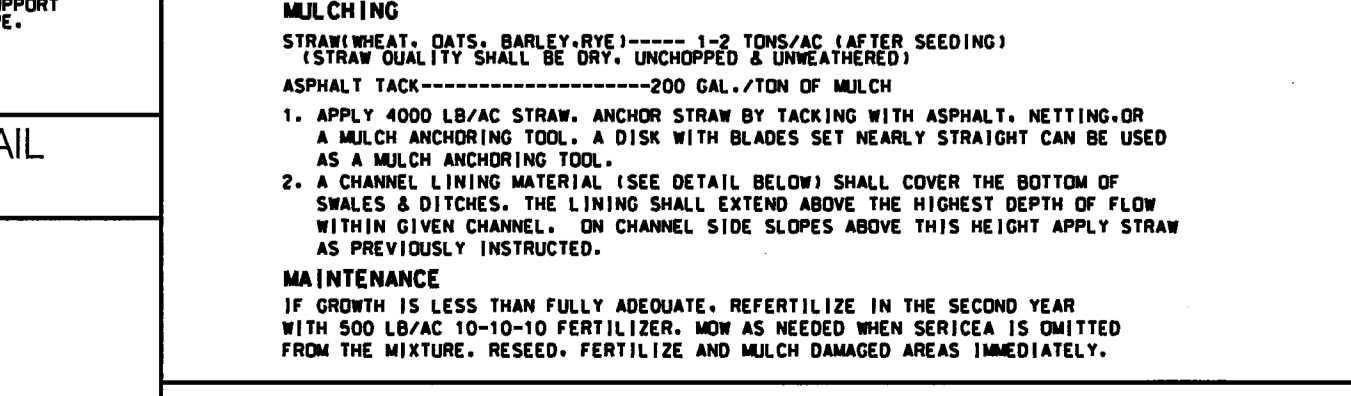 PPORT
E.
AIL
MULCHING
STRAW(WHEAT, OATS, BARLEY,RYE)----- 1-2 TONS/AC (AFTER SEEDING)
(STRAW QUALITY SHALL BE DRY, UNCHOPPED & UNWEATHERED)
ASPHALT TACK---------------------200 GAL./TON OF MULCH
1. APPLY 4000 LB/AC STRAW. ANCHOR STRAW BY TACKING WITH ASPHALT, NETTING,OR
A MULCH ANCHORING TOOL. A DISK WITH BLADES SET NEARLY STRAIGHT CAN BE USED
AS A MULCH ANCHORING TOOL.
2. A CHANNEL LINING MATERIAL (SEE DETAIL BELOW) SHALL COVER THE BOTTOM OF
SWALES & DITCHES. THE LINING SHALL EXTEND ABOVE THE HIGHEST DEPTH OF FLOW
WITHIN GIVEN CHANNEL.  ON CHANNEL SIDE SLOPES ABOVE THIS HEIGHT APPLY STRAW
AS PREVIOUSLY INSTRUCTED.
MAINTENANCE
IF GROWTH IS LESS THAN FULLY ADEQUATE, REFERTILIZE IN THE SECOND YEAR
WITH 500 LB/AC 10-10-10 FERTILIZER. MOW AS NEEDED WHEN SERICEA IS OMITTED
FROM THE MIXTURE. RESEED, FERTILIZE AND MULCH DAMAGED AREAS IMMEDIATELY.